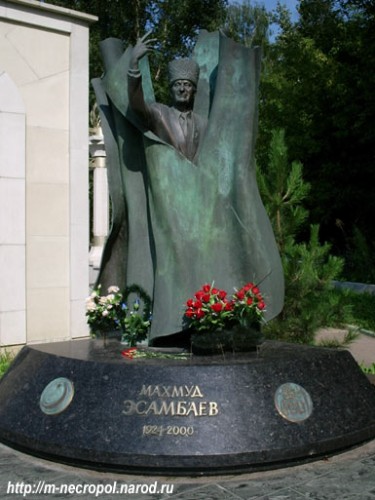 МАХМУД
ЭСАМБАЕВ
1924-2000
http://m-necropol.narod.ru